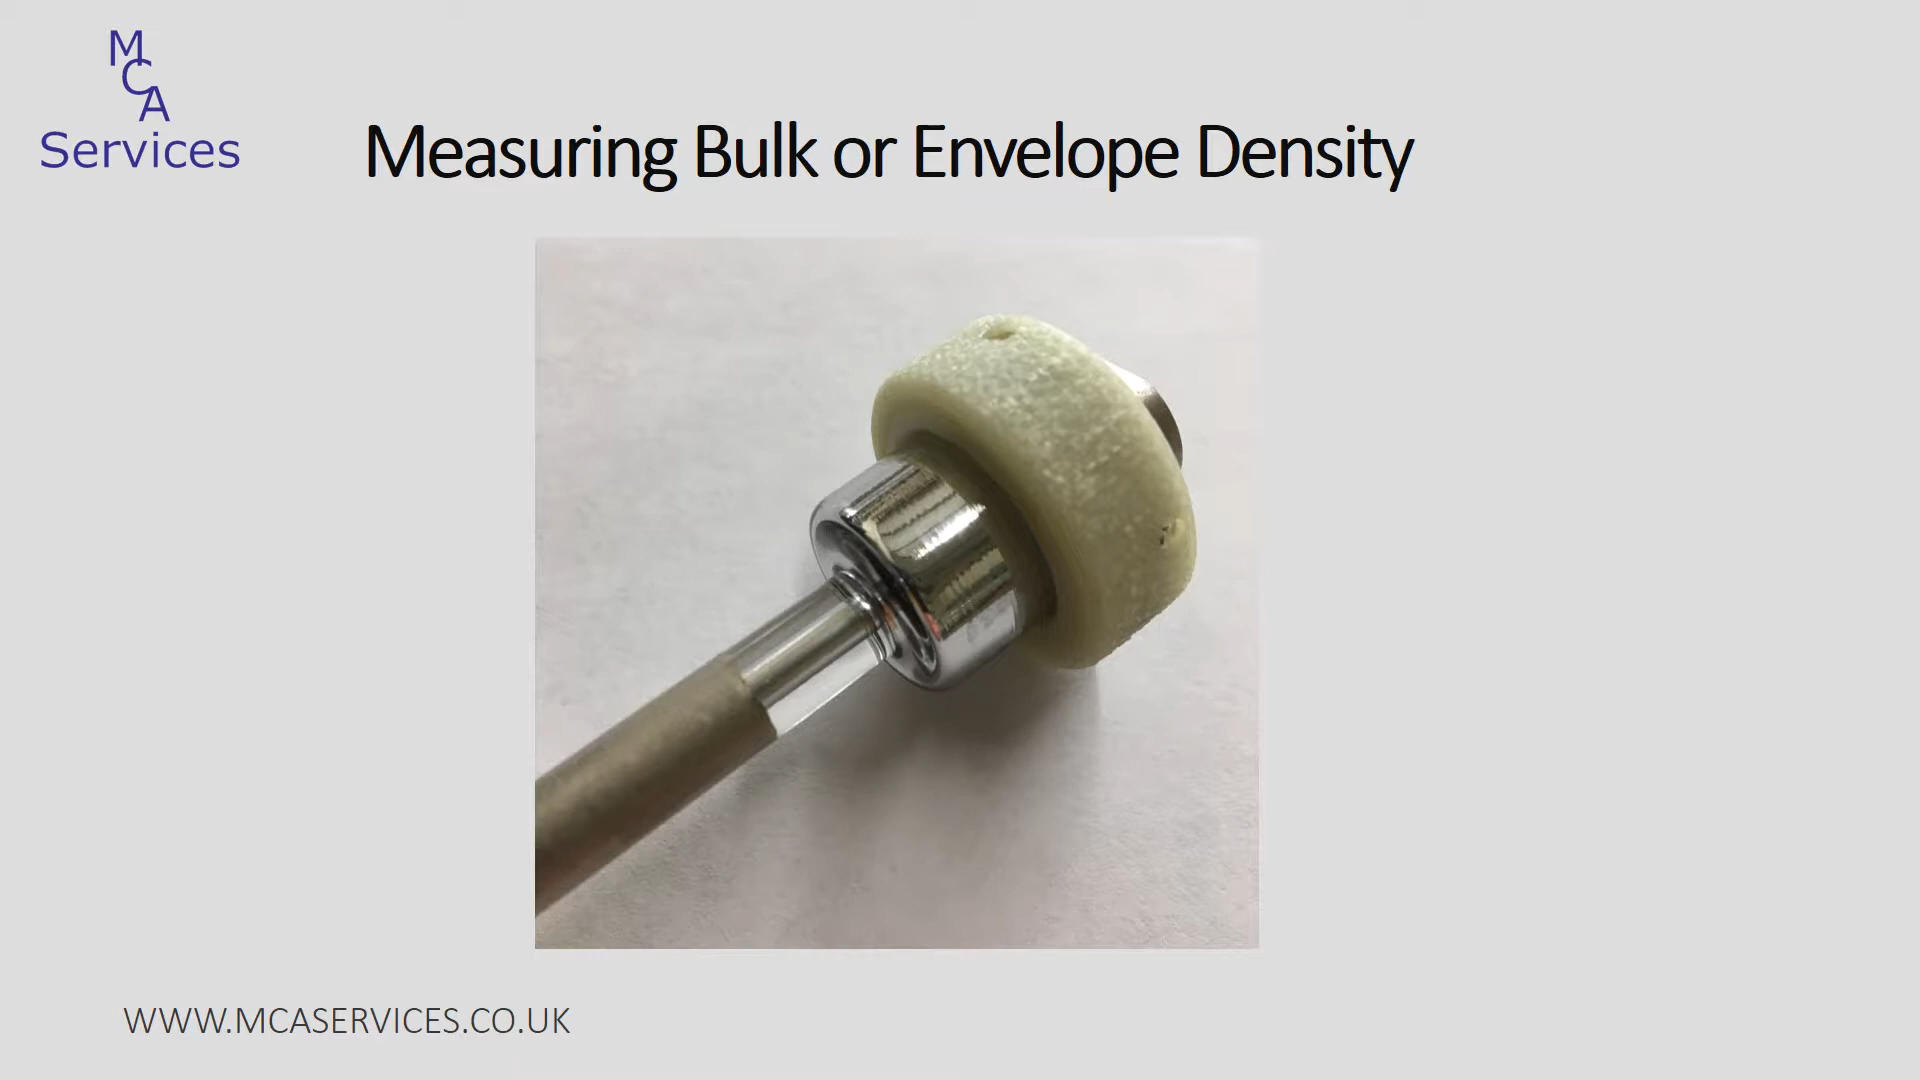 M
C
A
Services
Measuring Bulk or Envelope Density
WWW.MCASERVICES.CO.UK